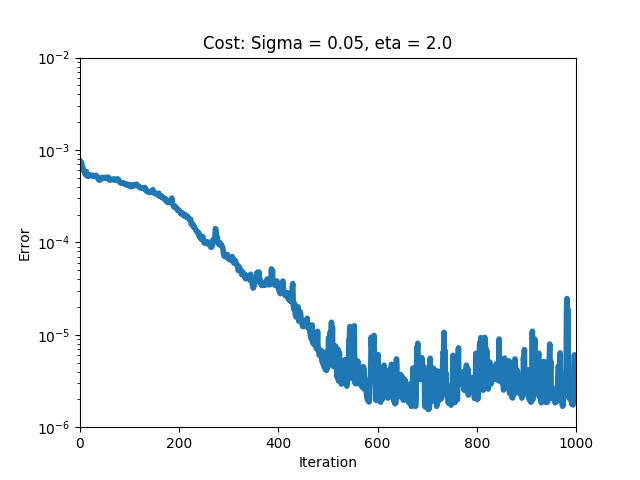 Cost: Sigma = 0.05, eta = 2.0
10⁻²
10⁻³
10⁻⁴
10⁻⁵
10⁻⁶
Error
0 200 400 600 800 1000
Iteration